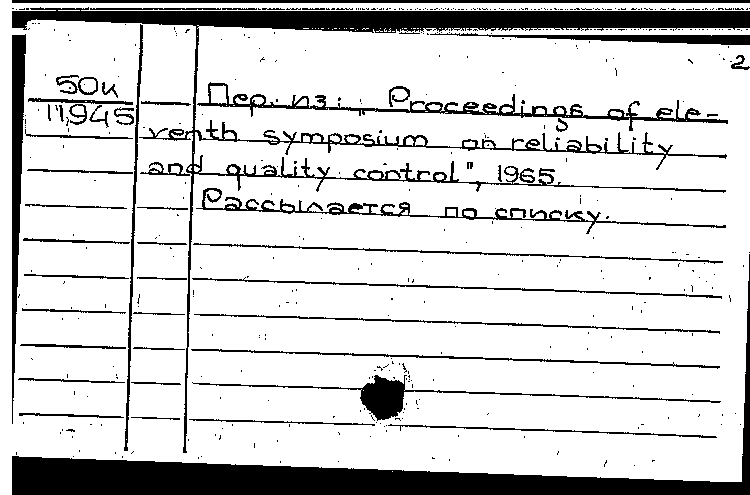 2
50к
11945
Пер. из: „Proceedings of ele-
venth symposium on reliability
and quality control", 1965.
Рассылается по списку.